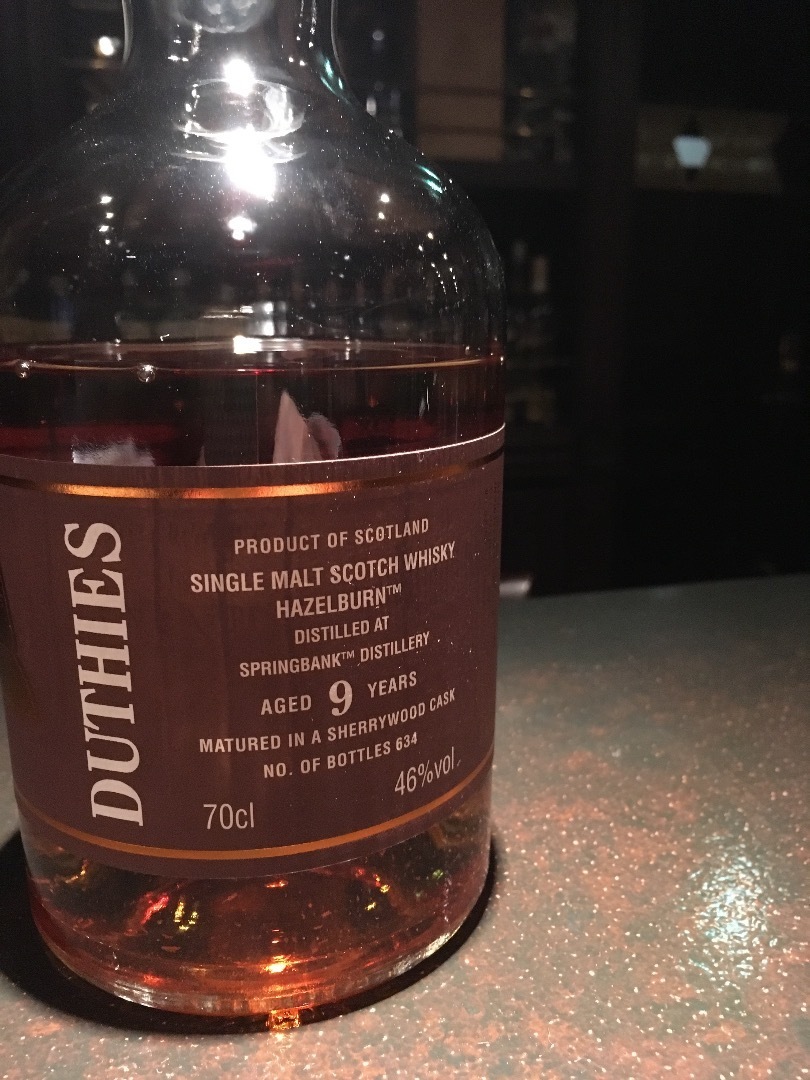 DUTHIES
PRODUCT OF SCOTLAND
SINGLE MALT SCOTCH WHISKY
HAZELBURN™
DISTILLED AT
SPRINGBANK™ DISTILLERY
AGED 9 YEARS
MATURED IN A SHERRYWOOD CASK
NO. OF BOTTLES 634
70cl 46%vol